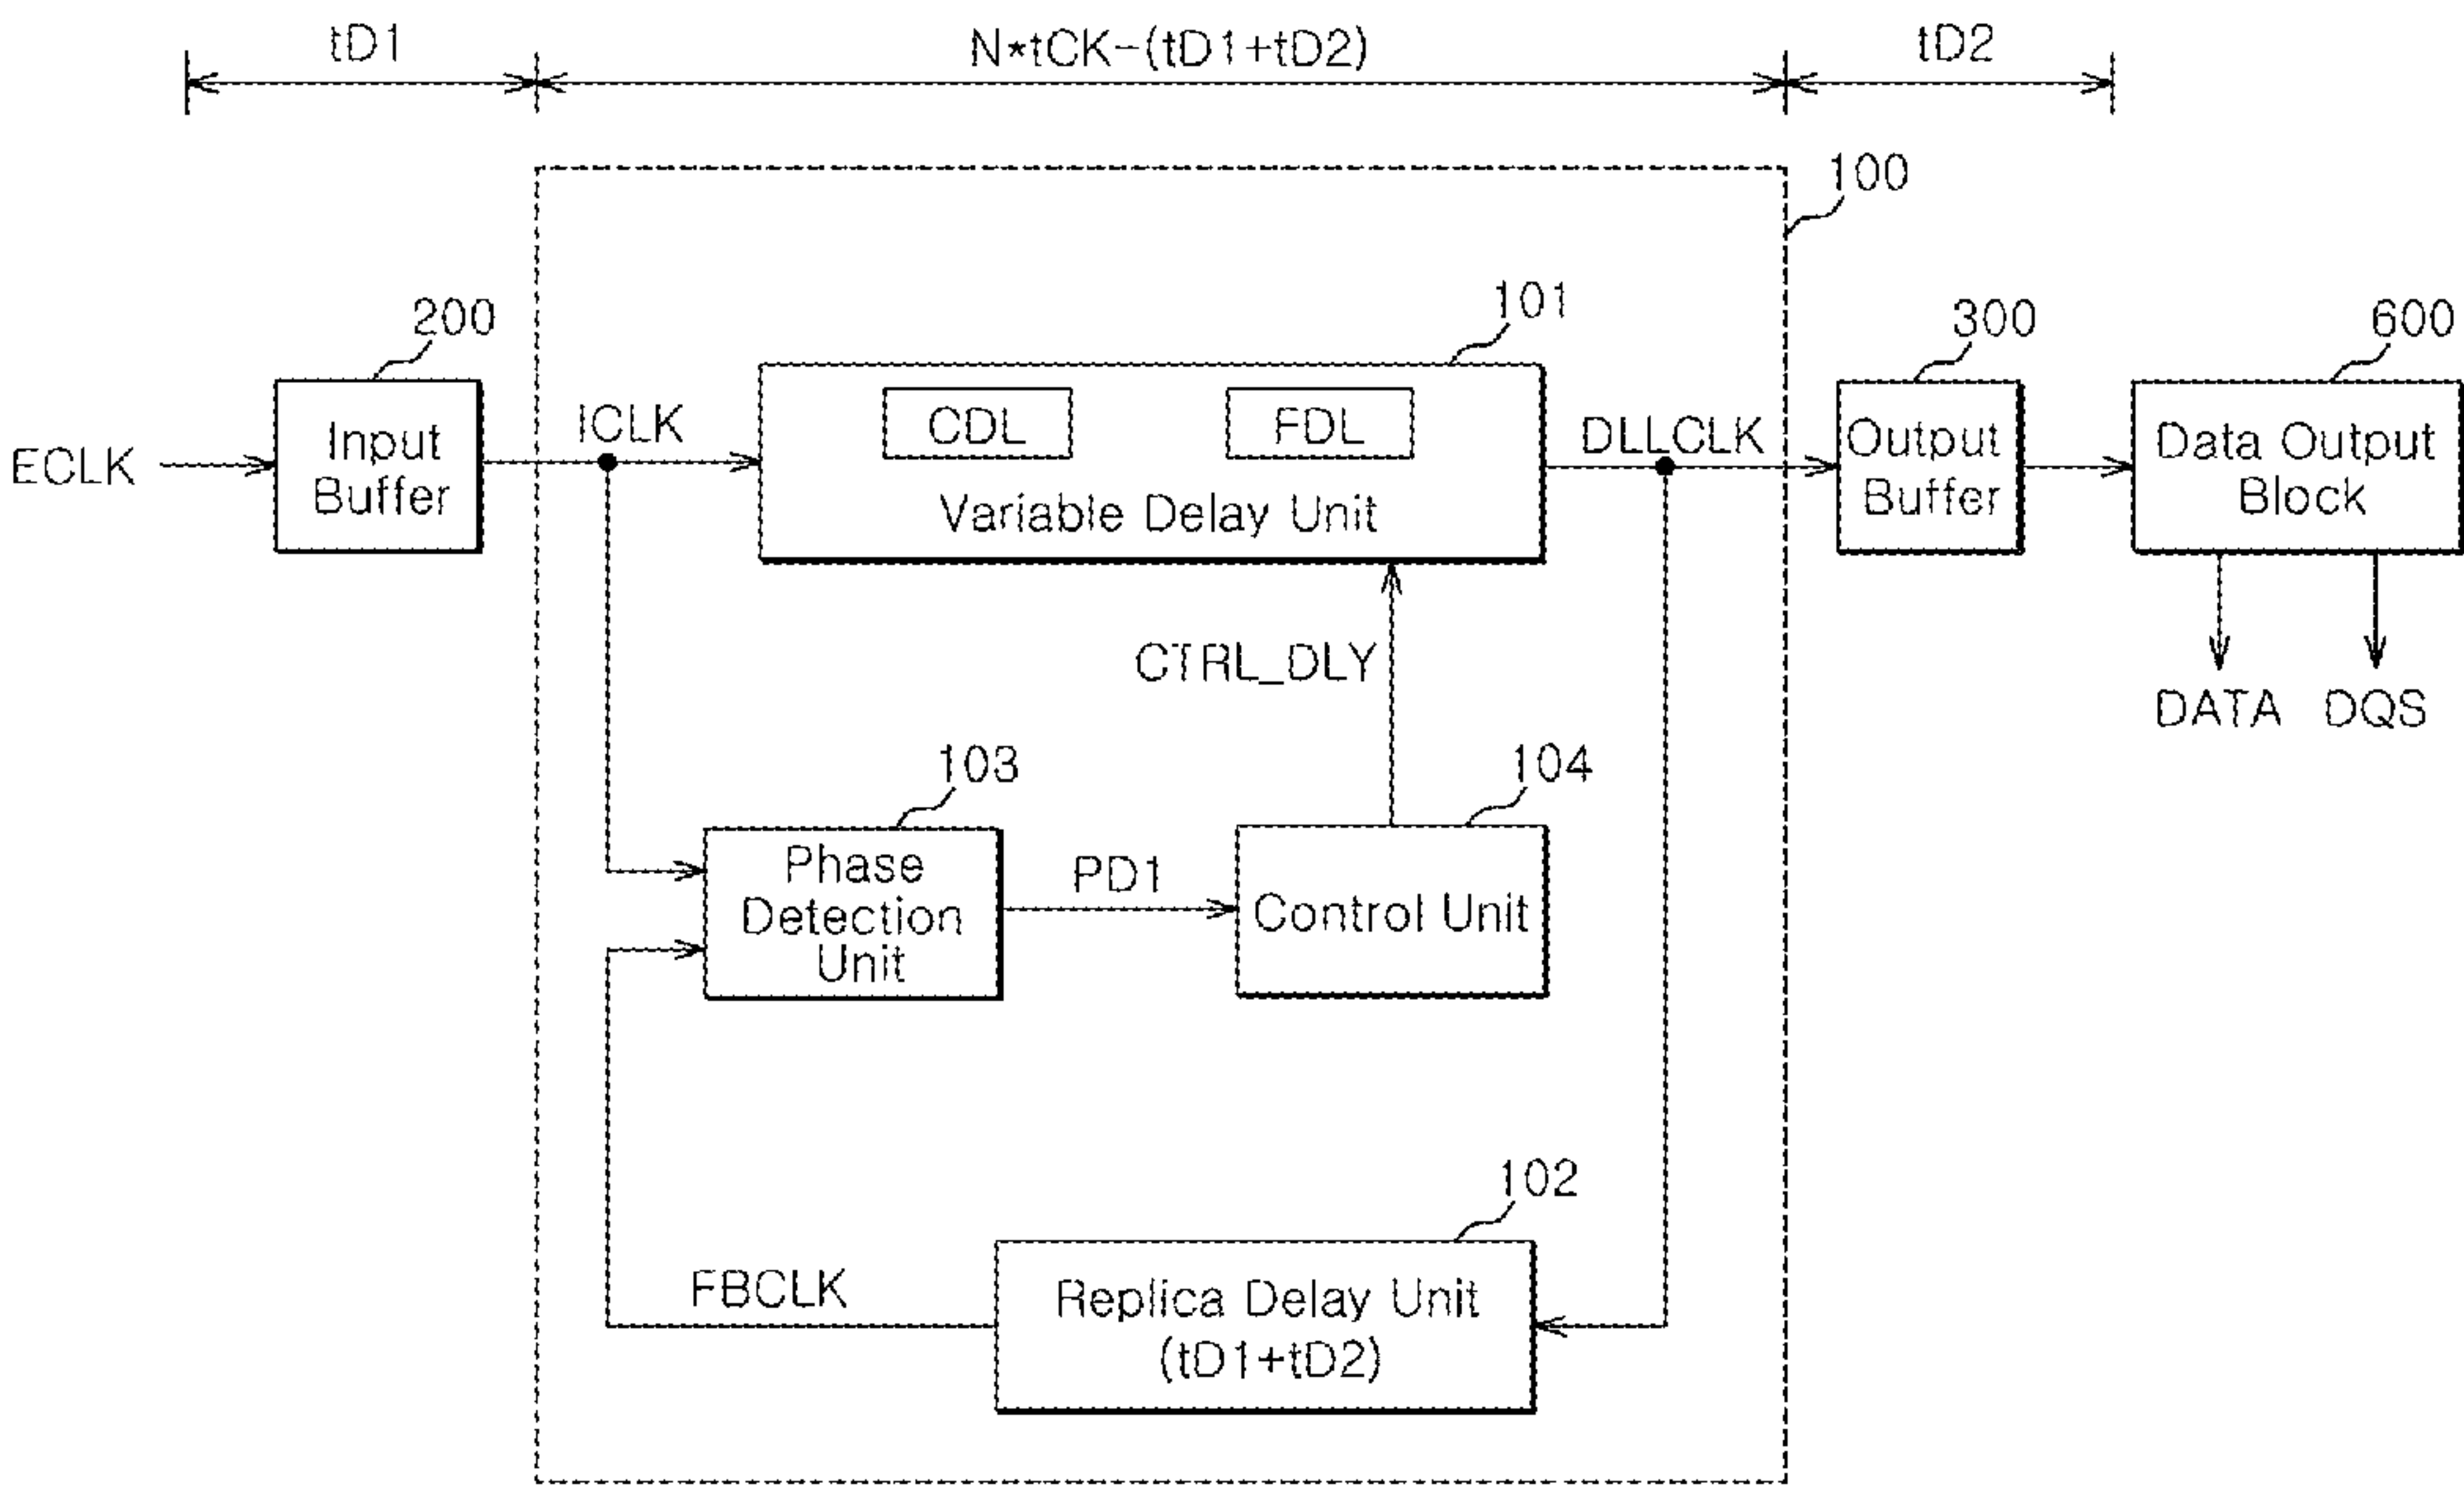 tD1
N*tCK-(tD1+tD2)
tD2
100
200
101
300
600
ECLK
Input
Buffer
ICLK
CDL
FDL
Variable Delay Unit
DLLCLK
Output
Buffer
Data Output
Block
CTRL_DLY
DATA
DQS
103
104
Phase
Detection
Unit
PD1
Control Unit
102
FBCLK
Replica Delay Unit
(tD1+tD2)